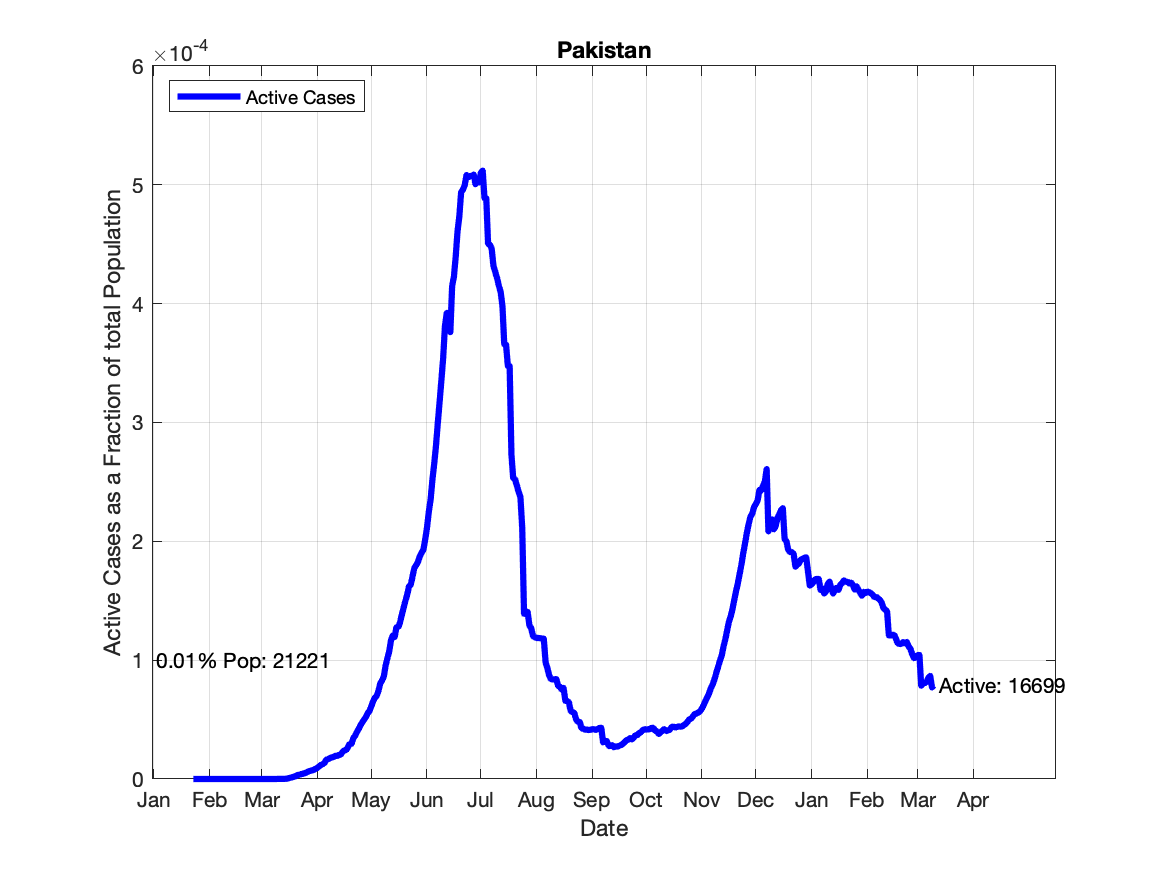 Pakistan
×10-4
Active Cases
6
5
4
3
2
1
0
Active Cases as a Fraction of total Population
0.01% Pop: 21221
Active: 16699
Jan Feb Mar Apr May Jun Jul Aug Sep Oct Nov Dec Jan Feb Mar Apr
Date